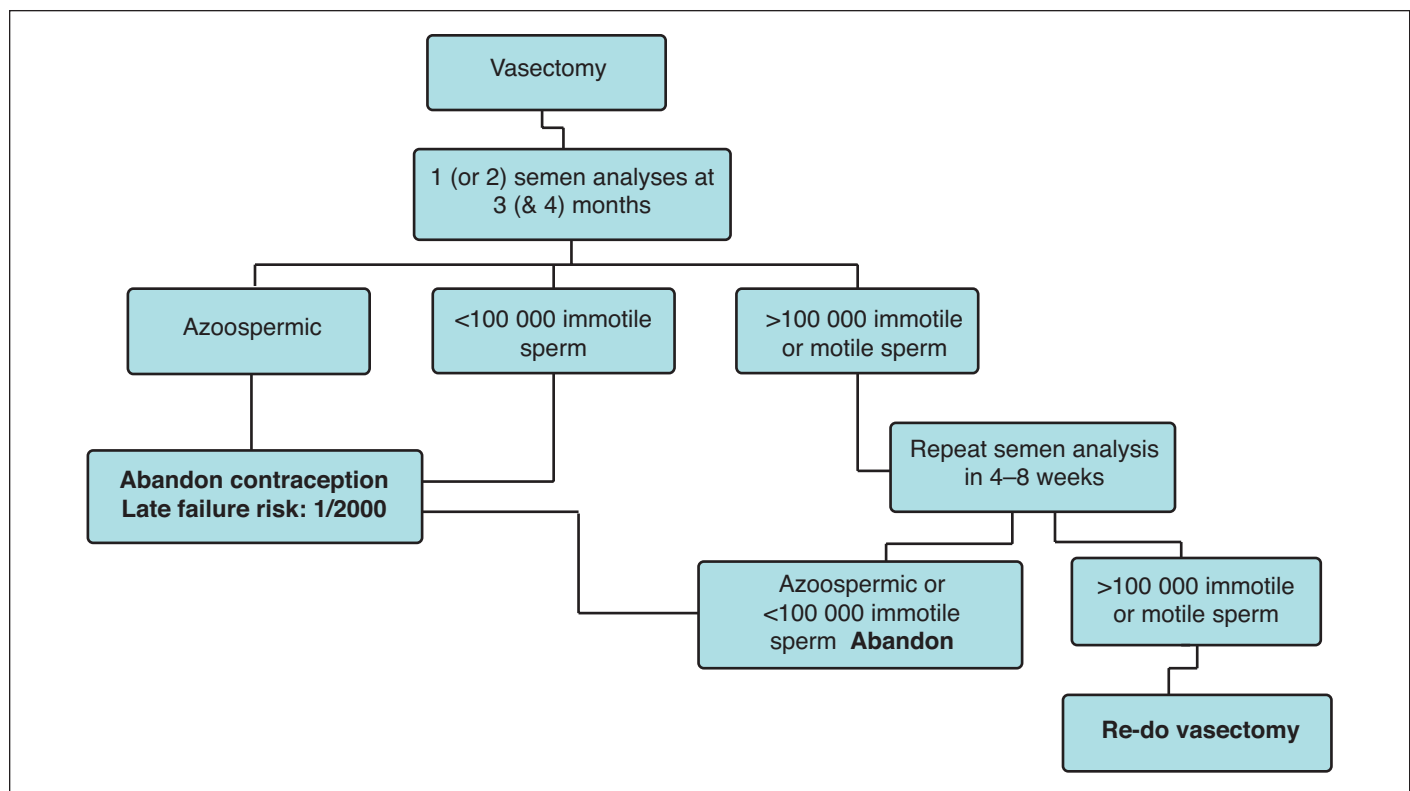 Vasectomy
1 (or 2) semen analyses at
3 (& 4) months
Azoospermic
<100 000 immotile
sperm
>100 000 immotile
or motile sperm
Abandon contraception
Late failure risk: 1/2000
Repeat semen analysis
in 4–8 weeks
Azoospermic or
<100 000 immotile
sperm Abandon
>100 000 immotile
or motile sperm
Re-do vasectomy